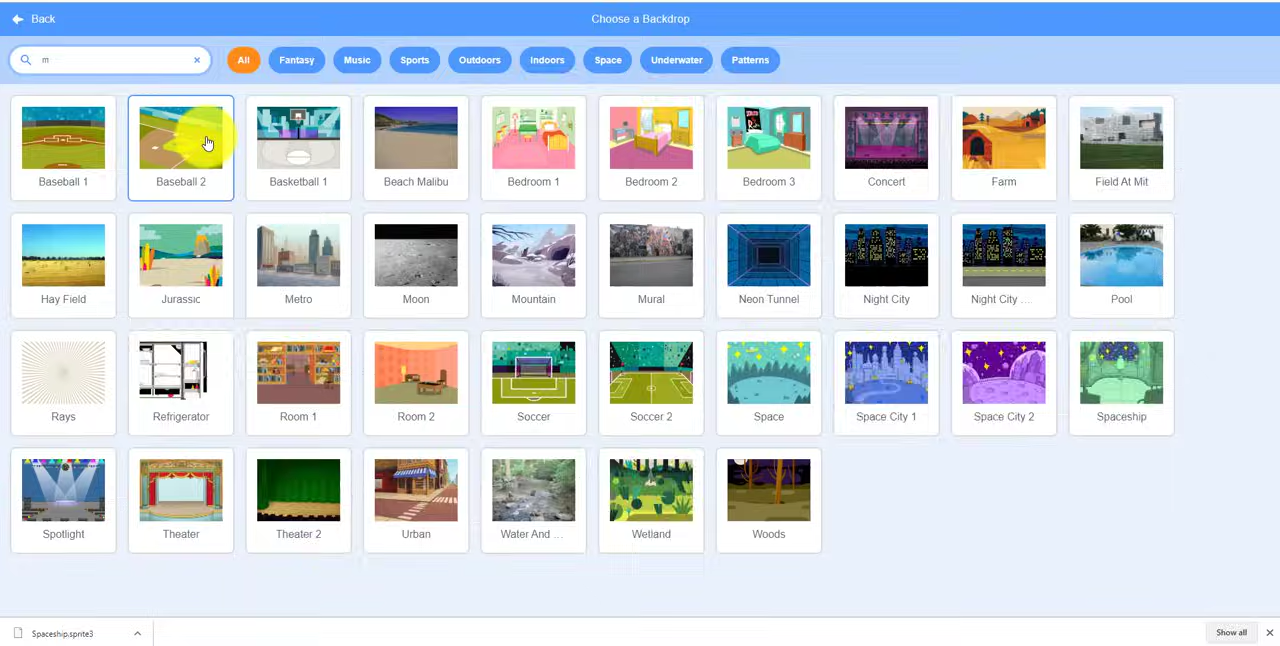 Back
Choose a Backdrop
m
All
Fantasy
Music
Sports
Outdoors
Indoors
Space
Underwater
Patterns
Baseball 1
Baseball 2
Basketball 1
Beach Malibu
Bedroom 1
Bedroom 2
Bedroom 3
Concert
Farm
Field At Mit
Hay Field
Jurassic
Metro
Moon
Mountain
Mural
Neon Tunnel
Night City
Night City ....
Pool
Rays
Refrigerator
Room 1
Room 2
Soccer
Soccer 2
Space
Space City 1
Space City 2
Spaceship
Spotlight
Theater
Theater 2
Urban
Water And ...
Wetland
Woods
Spaceship.sprite3
Show all